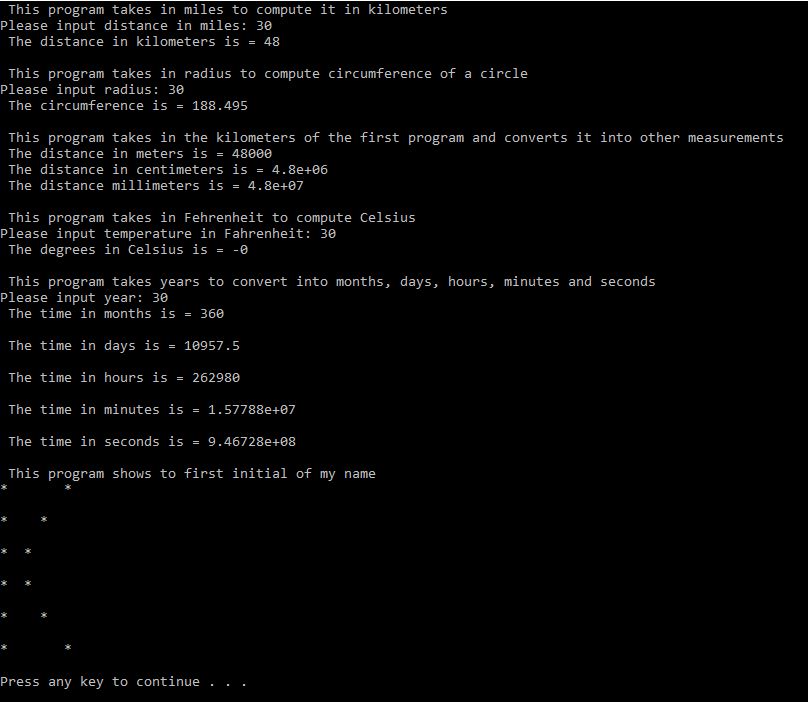 This program takes in miles to compute it in kilometers
Please input distance in miles: 30
The distance in kilometers is = 48
This program takes in radius to compute circumference of a circle
Please input radius: 30
The circumference is = 188.495
This program takes in the kilometers of the first program and converts it into other measurements
The distance in meters is = 48000
The distance in centimeters is = 4.8e+06
The distance millimeters is = 4.8e+07
This program takes in Fehrenheit to compute Celsius
Please input temperature in Fahrenheit: 30
The degrees in Celsius is = -0
This program takes years to convert into months, days, hours, minutes and seconds
Please input year: 30
The time in months is = 360
The time in days is = 10957.5
The time in hours is = 262980
The time in minutes is = 1.57788e+07
The time in seconds is = 9.46728e+08
This program shows to first initial of my name
*       *
*    *
*  *
*  *
*    *
*       *
Press any key to continue . . .